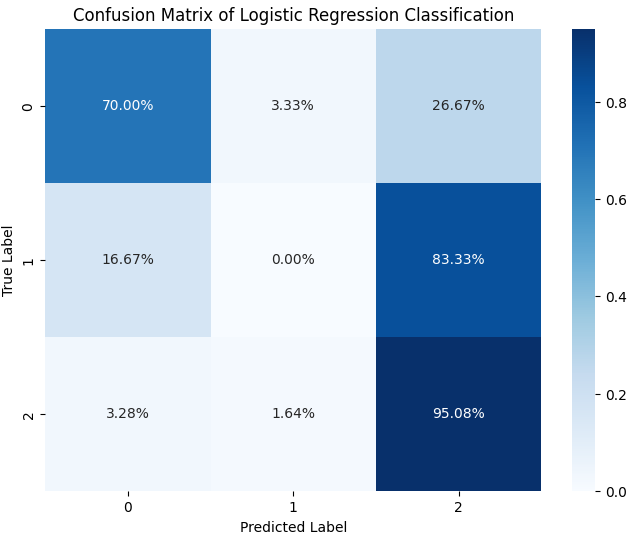 Confusion Matrix of Logistic Regression Classification
True Label
0
1
2
70.00% 3.33% 26.67%
16.67% 0.00% 83.33%
3.28% 1.64% 95.08%
0 1 2
Predicted Label
0.8
0.6
0.4
0.2
0.0